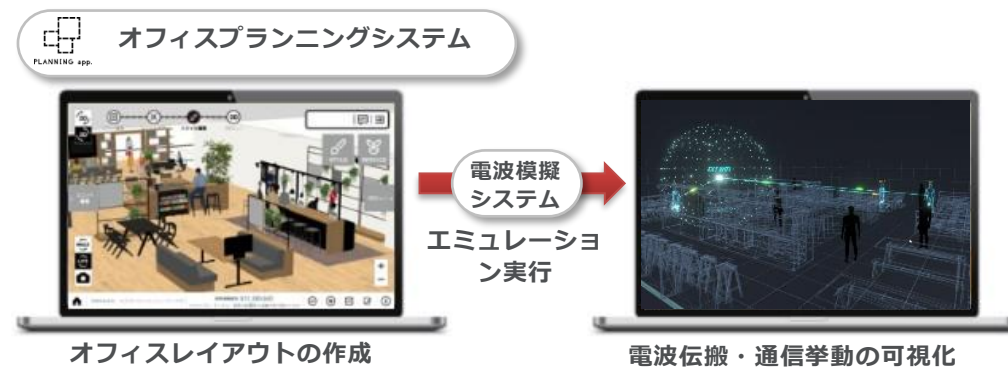 オフィスプランニングシステム
PLANNING app.
電波模擬
システム
エミュレーショ
ン実行
オフィスレイアウトの作成
電波伝搬・通信挙動の可視化